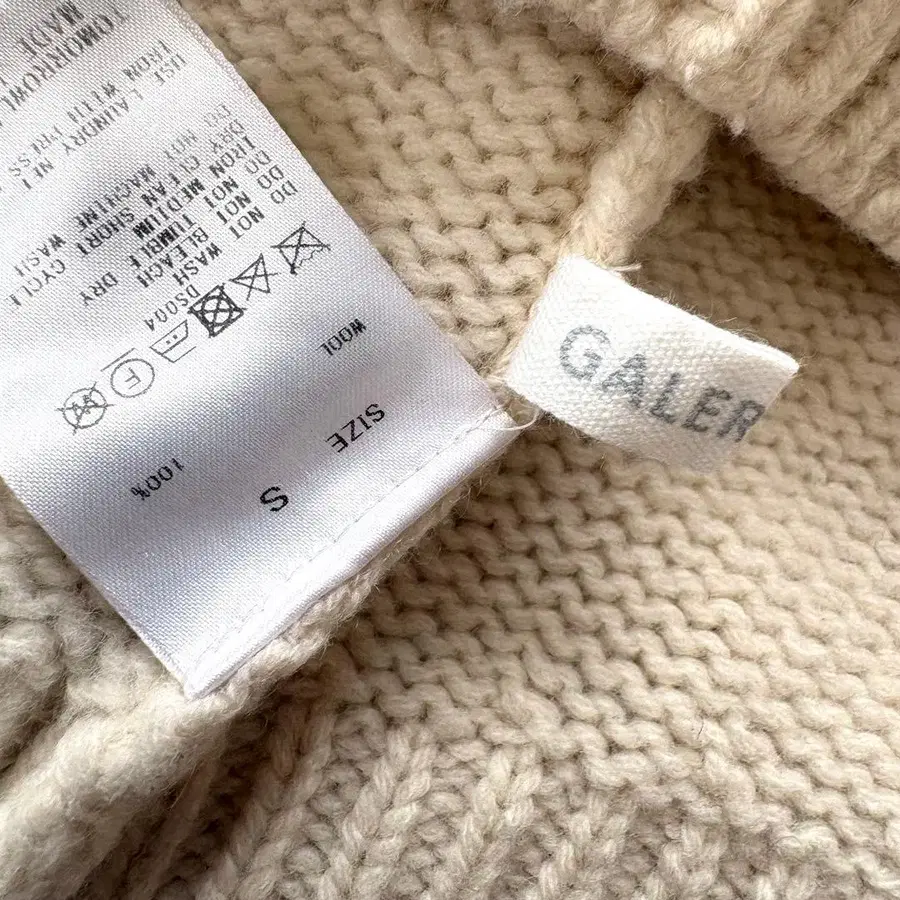 SIZE S
WOOL 100%
F
DS004
DO NOT WASH
DO NOT BLEACH
DO NOT TUMBLE DRY
IRON MEDIUM
DRY CLEAN SHORT CYCLE
DO NOT MACHINE WASH
USE LAUNDRY NET
IRON WITH PRESS
TOMORROWL
MADE
GALER